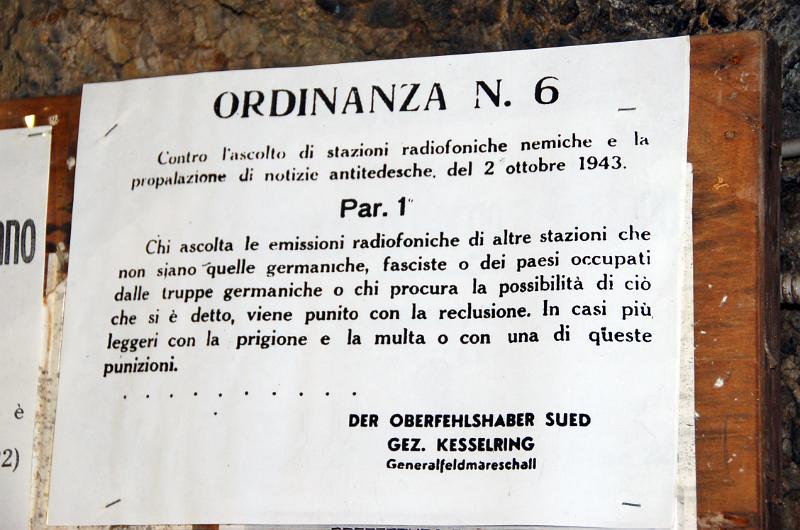 ORDINANZA N. 6
Contro l'ascolto di stazioni radiofoniche nemiche e la
propalazione di notizie antitedesche, del 2 ottobre 1943.
Par. 1°
Chi ascolta le emissioni radiofoniche di altre stazioni che
non siano quelle germaniche, fasciste o dei paesi occupati
dalle truppe germaniche o chi procura la possibilità di ciò
che si è detto, viene punito con la reclusione. In casi più
leggeri con la prigione e la multa o con una di queste
punizioni.
. . . . . . . . . .
DER OBERFEHLSHABER SUED
GEZ. KESSELRING
Generalfeldmareschall
è
2)